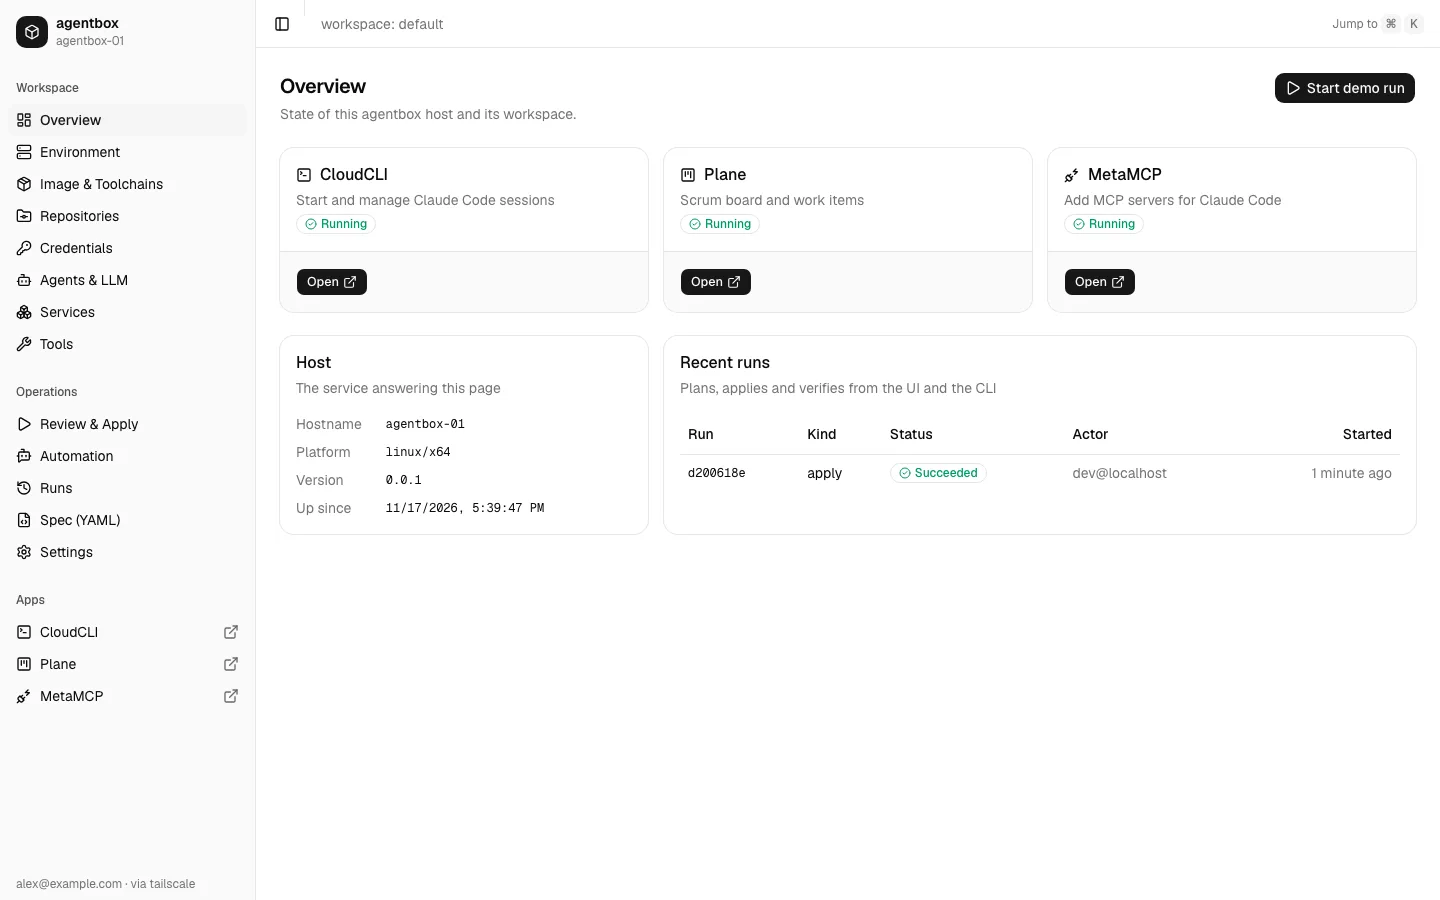 agentbox
agentbox-01
Workspace
Overview
Environment
Image & Toolchains
Repositories
Credentials
Agents & LLM
Services
Tools
Operations
Review & Apply
Automation
Runs
Spec (YAML)
Settings
Apps
CloudCLI
Plane
MetaMCP
alex@example.com · via tailscale
workspace: default
Jump to ⌘ K
Overview
State of this agentbox host and its workspace.
Start demo run
CloudCLI
Start and manage Claude Code sessions
Running
Open
Plane
Scrum board and work items
Running
Open
MetaMCP
Add MCP servers for Claude Code
Running
Open
Host
The service answering this page
Hostname agentbox-01
Platform linux/x64
Version 0.0.1
Up since 11/17/2026, 5:39:47 PM
Recent runs
Plans, applies and verifies from the UI and the CLI
Run Kind Status Actor Started
d200618e apply Succeeded dev@localhost 1 minute ago